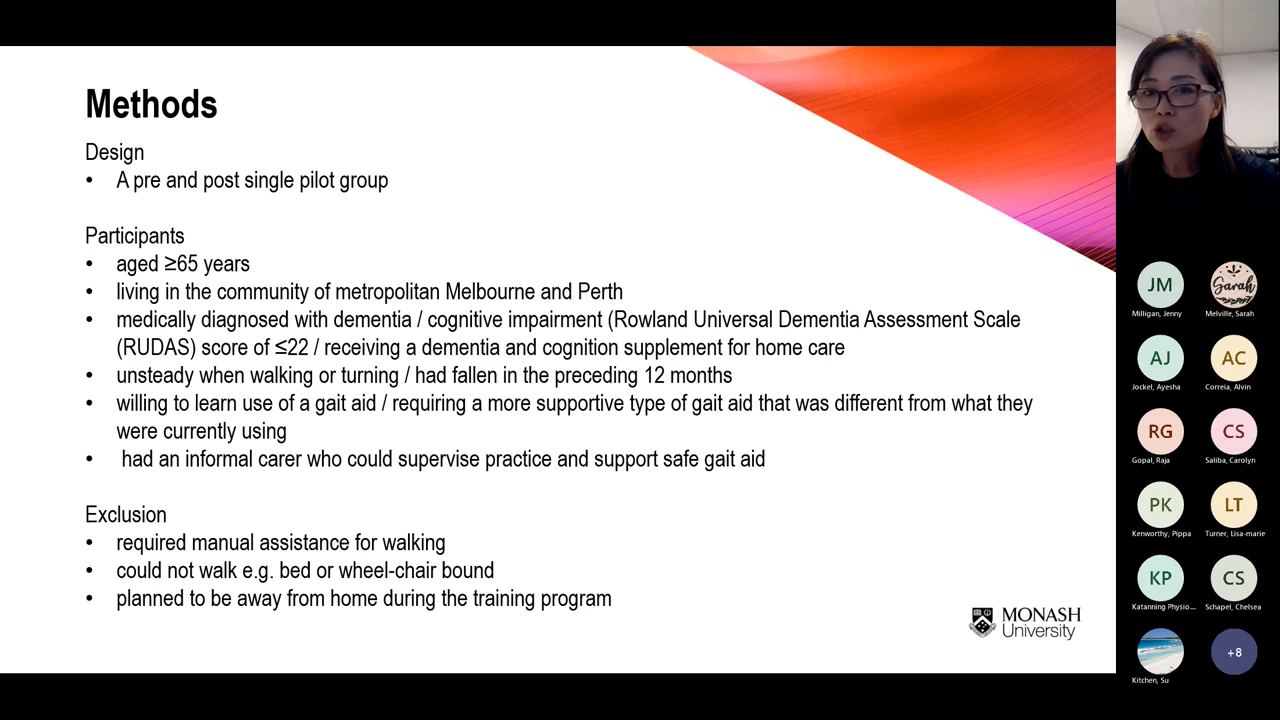 Methods
Design
• A pre and post single pilot group
Participants
• aged ≥65 years
• living in the community of metropolitan Melbourne and Perth
• medically diagnosed with dementia / cognitive impairment (Rowland Universal Dementia Assessment Scale
(RUDAS) score of ≤22 / receiving a dementia and cognition supplement for home care
• unsteady when walking or turning / had fallen in the preceding 12 months
• willing to learn use of a gait aid / requiring a more supportive type of gait aid that was different from what they
were currently using
• had an informal carer who could supervise practice and support safe gait aid
Exclusion
• required manual assistance for walking
• could not walk e.g. bed or wheel-chair bound
• planned to be away from home during the training program
MONASH
University
JM
Milligan, Jenny
Sarah
Melville, Sarah
AJ
Jockel, Ayesha
AC
Correia, Alvin
RG
Gopal, Raja
CS
Saliba, Carolyn
PK
Kenworthy, Pippa
LT
Turner, Lisa-marie
KP
Katanning Physio...
CS
Schapel, Chelsea
Kitchen, Su
+8